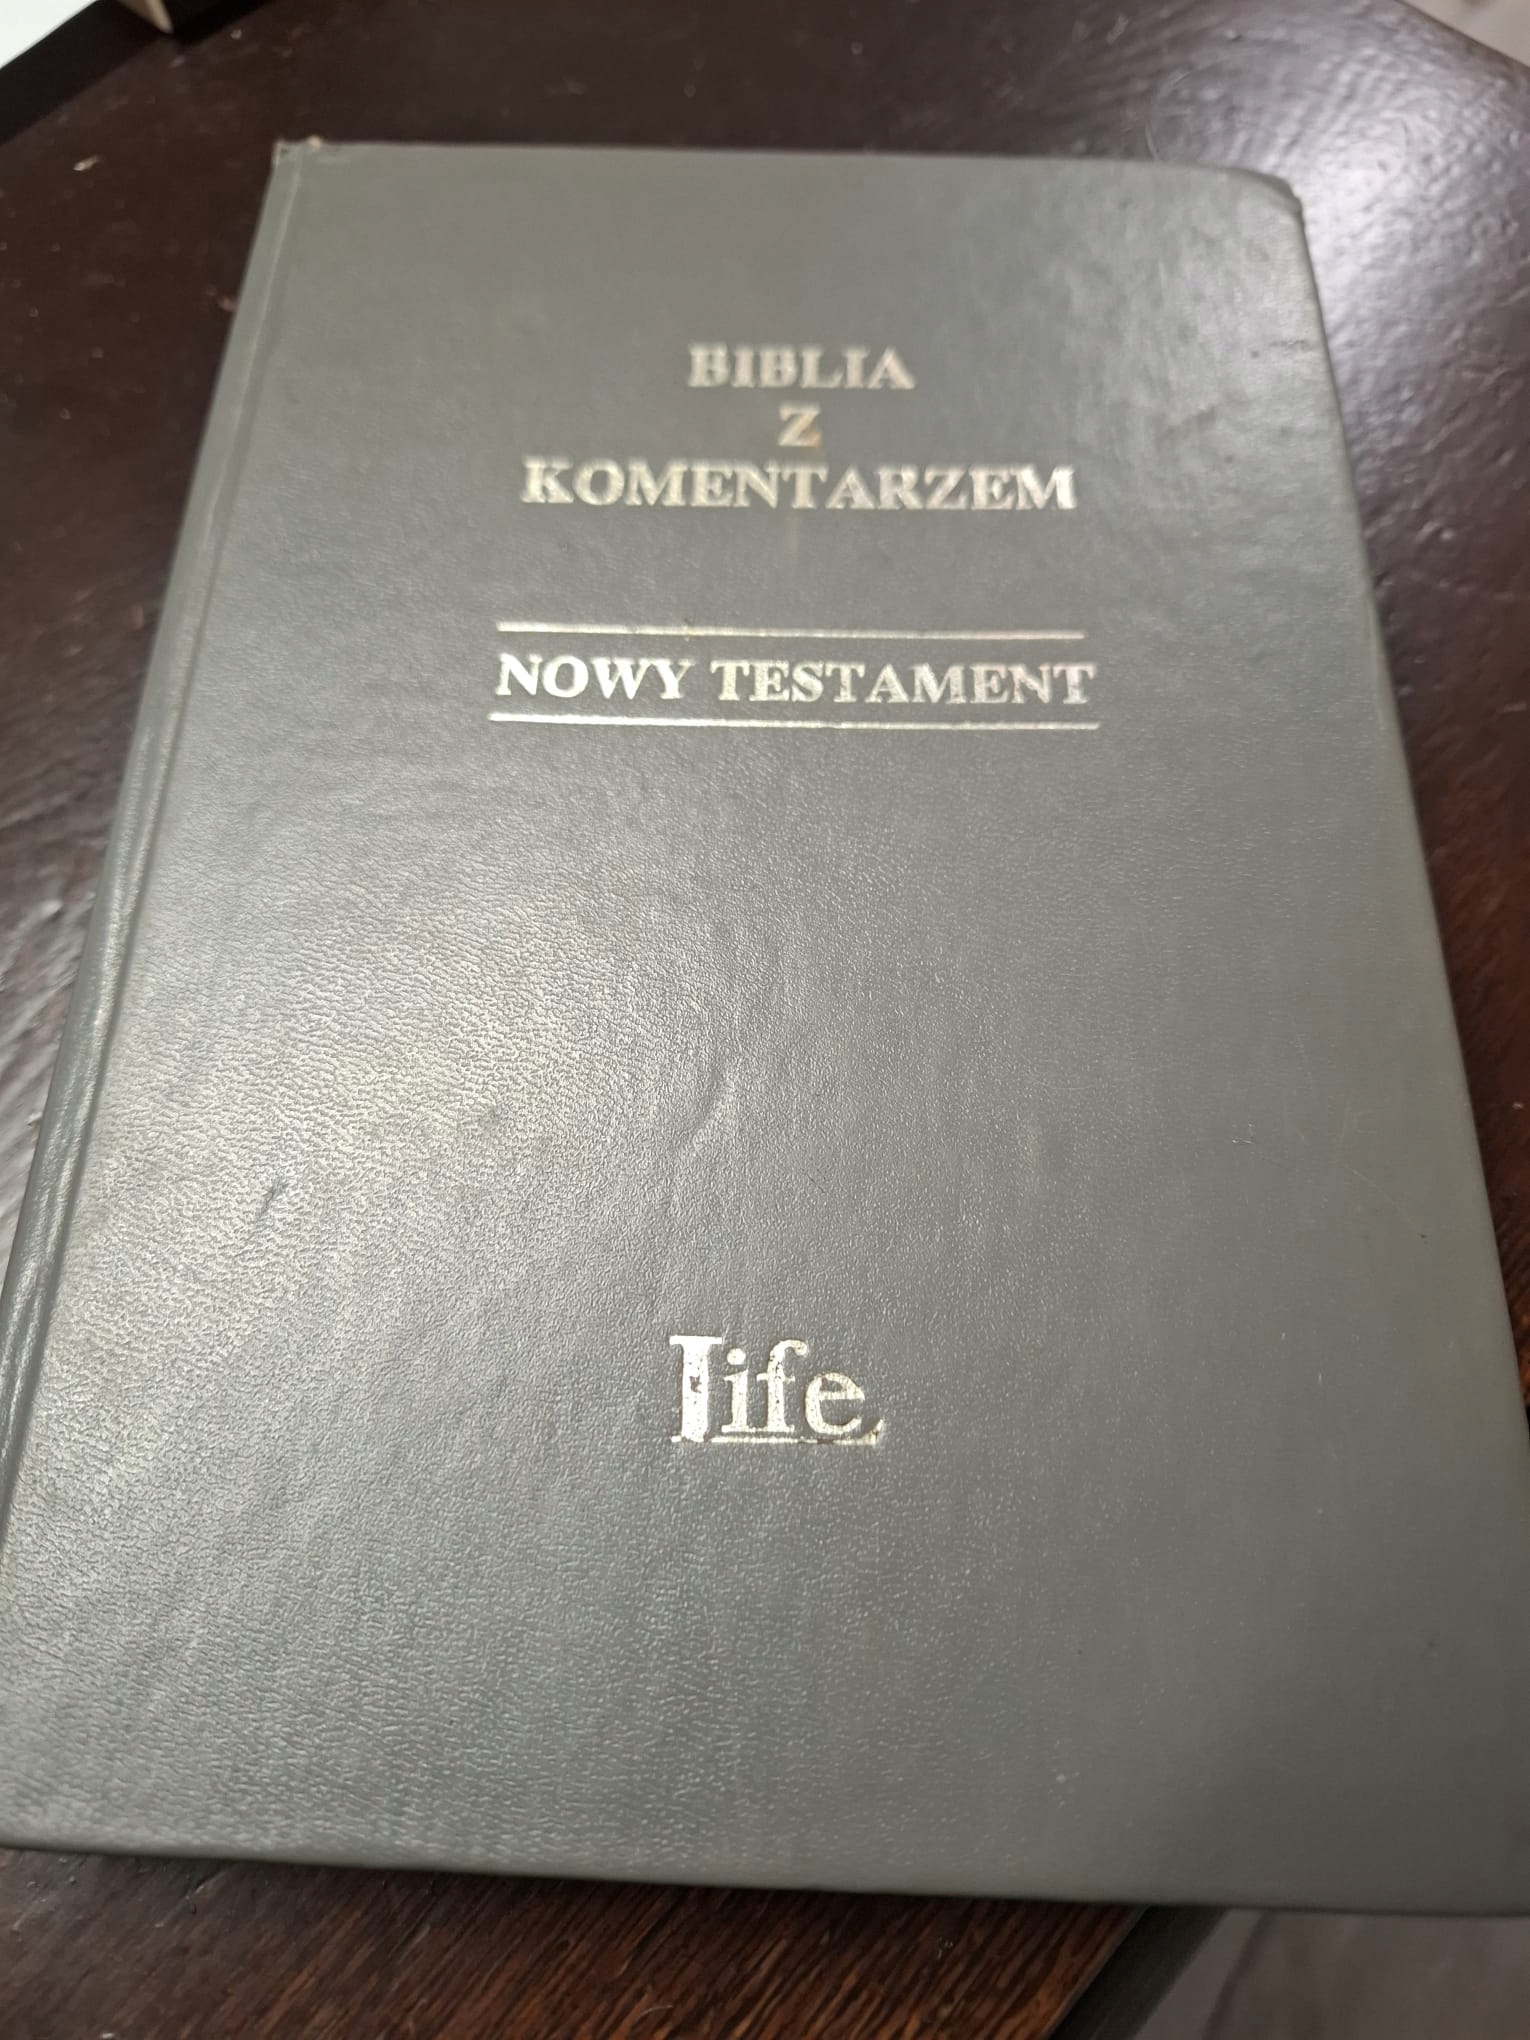 BIBLIA
Z
KOMENTARZEM
NOWY TESTAMENT
Life